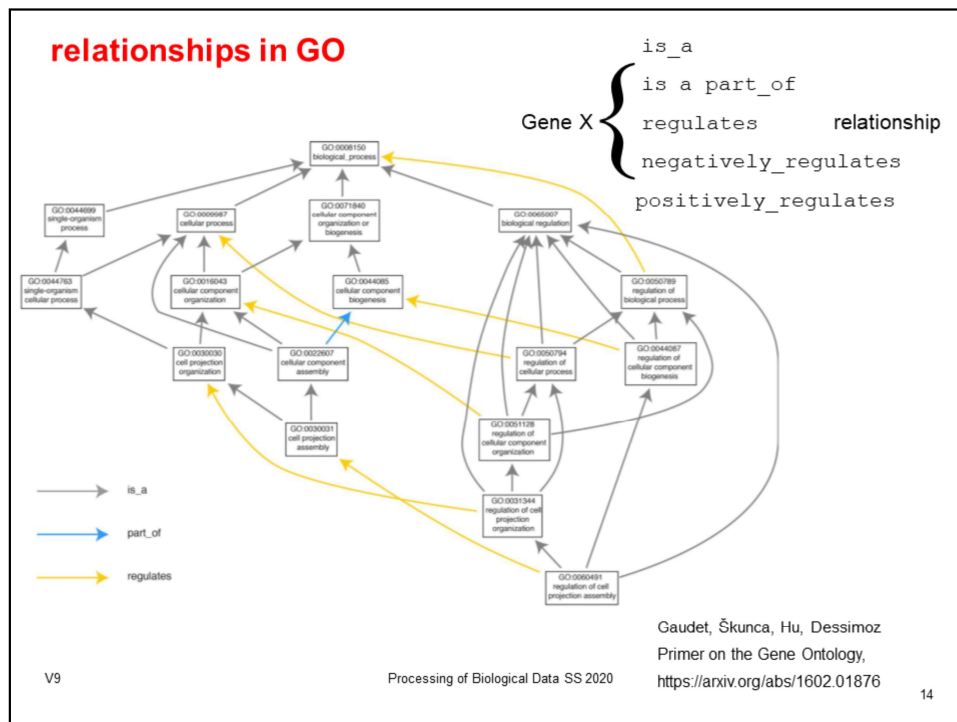 relationships in GO
is_a
is a part_of
Gene X { regulates relationship
negatively_regulates
positively_regulates
GO:0008150
biological_process
GO:0044699
single-organism
process
GO:0009987
cellular process
GO:0071840
cellular component
organization or
biogenesis
GO:0065007
biological regulation
GO:0044763
single-organism
cellular process
GO:0016043
cellular component
organization
GO:0044085
cellular component
biogenesis
GO:0050789
regulation of
biological process
GO:0030030
cell projection
organization
GO:0022607
cellular component
assembly
GO:0050794
regulation of
cellular process
GO:0044087
regulation of
cellular component
biogenesis
GO:0030031
cell projection
assembly
GO:0051128
regulation of
cellular component
organization
GO:0031344
regulation of cell
projection
organization
GO:0060491
regulation of cell
projection assembly
is_a
part_of
regulates
Gaudet, Škunca, Hu, Dessimoz
Primer on the Gene Ontology,
https://arxiv.org/abs/1602.01876
V9
Processing of Biological Data SS 2020
14